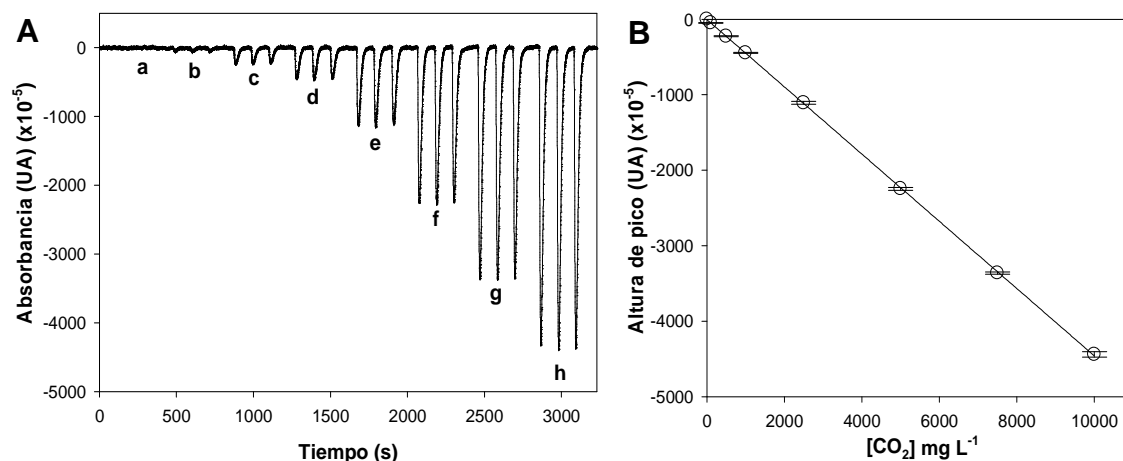 A
Absorbancia (UA) (x10⁻⁵)
0
-1000
-2000
-3000
-4000
-5000
a
b
c
d
e
f
g
h
0 500 1000 1500 2000 2500 3000
Tiempo (s)
B
Altura de pico (UA) (x10⁻⁵)
0
-1000
-2000
-3000
-4000
-5000
0 2000 4000 6000 8000 10000
[CO₂] mg L⁻¹